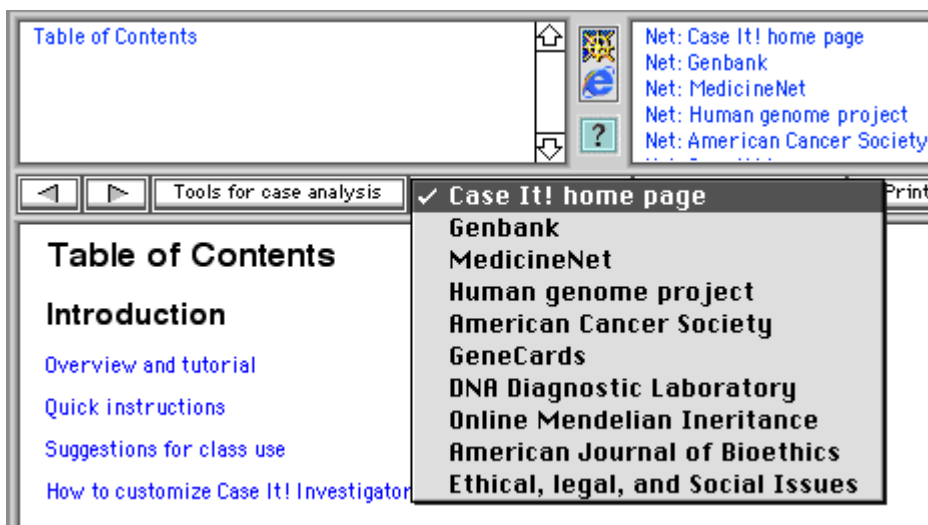 Table of Contents
Net: Case It! home page
Net: Genbank
Net: MedicineNet
Net: Human genome project
Net: American Cancer Society
?
Tools for case analysis
Print
✓ Case It! home page
Genbank
MedicineNet
Human genome project
American Cancer Society
GeneCards
DNA Diagnostic Laboratory
Online Mendelian Ineritance
American Journal of Bioethics
Ethical, legal, and Social Issues
Table of Contents
Introduction
Overview and tutorial
Quick instructions
Suggestions for class use
How to customize Case It! Investigator